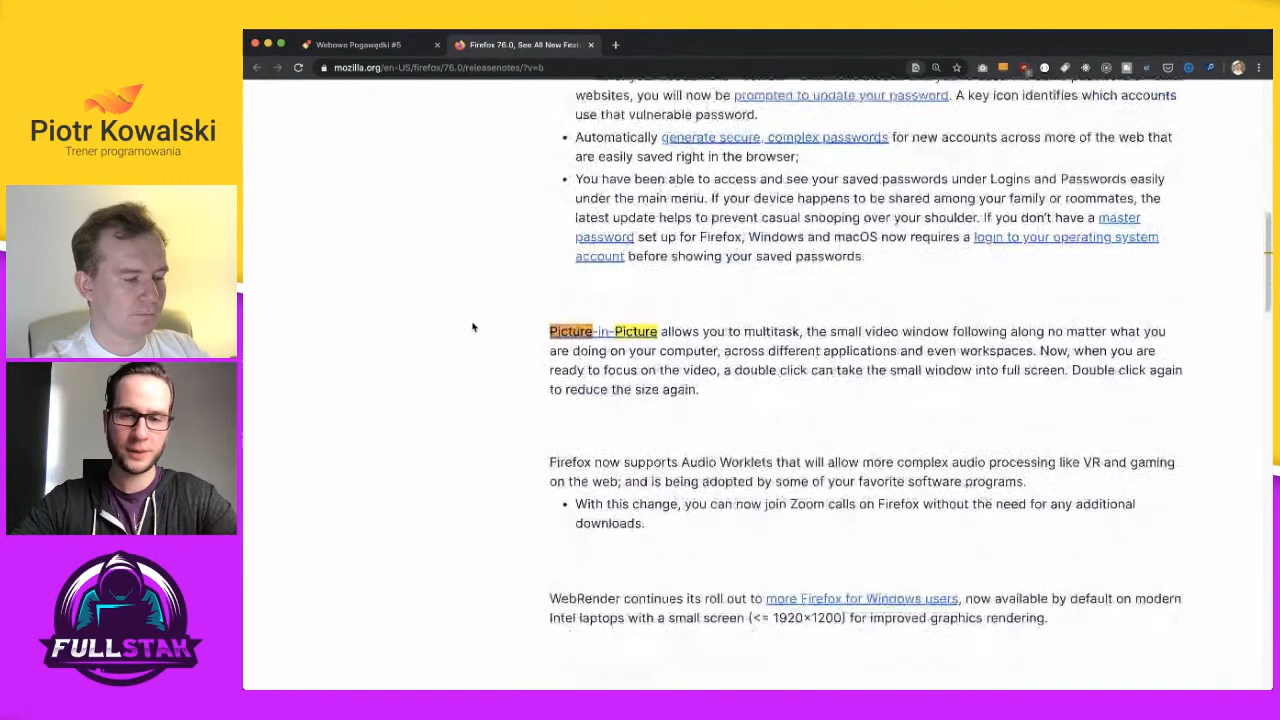 Webowe Pogawędki #5
Firefox 76.0, See All New Feat
mozilla.org/en-US/firefox/76.0/releasenotes/?v=b
Piotr Kowalski
Trener programowania
websites, you will now be prompted to update your password. A key icon identifies which accounts
use that vulnerable password.
• Automatically generate secure, complex passwords for new accounts across more of the web that
are easily saved right in the browser;
• You have been able to access and see your saved passwords under Logins and Passwords easily
under the main menu. If your device happens to be shared among your family or roommates, the
latest update helps to prevent casual snooping over your shoulder. If you don't have a master
password set up for Firefox, Windows and macOS now requires a login to your operating system
account before showing your saved passwords.
Picture-in-Picture allows you to multitask, the small video window following along no matter what you
are doing on your computer, across different applications and even workspaces. Now, when you are
ready to focus on the video, a double click can take the small window into full screen. Double click again
to reduce the size again.
Firefox now supports Audio Worklets that will allow more complex audio processing like VR and gaming
on the web; and is being adopted by some of your favorite software programs.
• With this change, you can now join Zoom calls on Firefox without the need for any additional
downloads.
WebRender continues its roll out to more Firefox for Windows users, now available by default on modern
Intel laptops with a small screen (<= 1920×1200) for improved graphics rendering.
FULLSTAK